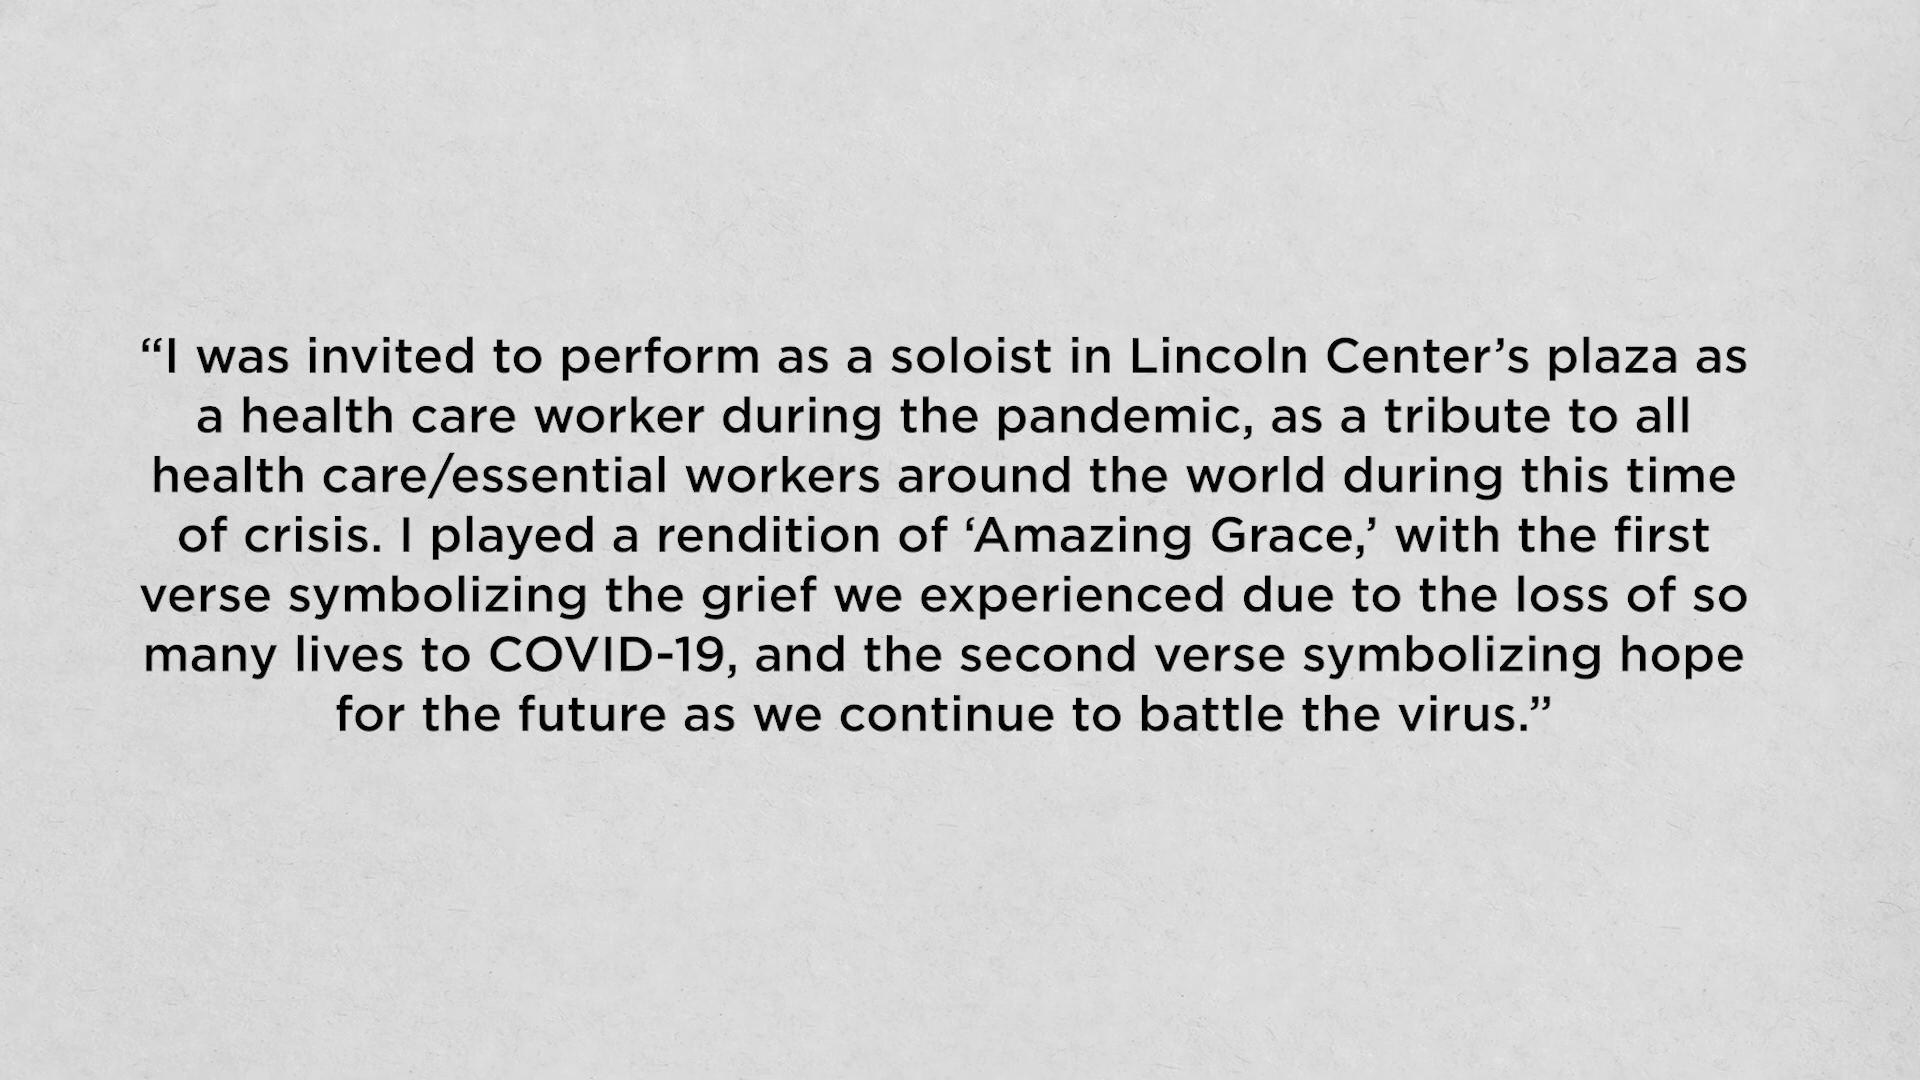 “I was invited to perform as a soloist in Lincoln Center’s plaza as
a health care worker during the pandemic, as a tribute to all
health care/essential workers around the world during this time
of crisis. I played a rendition of ‘Amazing Grace,’ with the first
verse symbolizing the grief we experienced due to the loss of so
many lives to COVID-19, and the second verse symbolizing hope
for the future as we continue to battle the virus.”